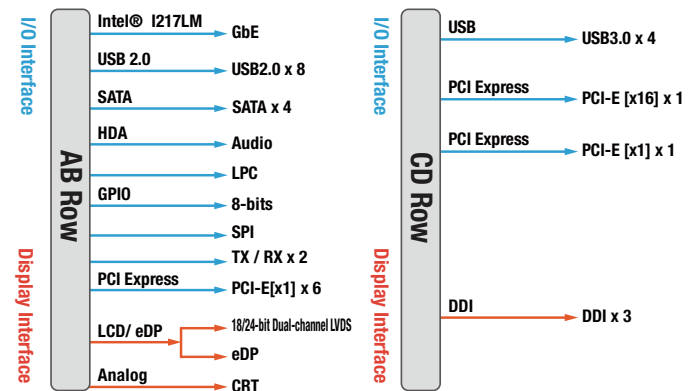 I/O Interface
Display Interface
AB Row
Intel® I217LM
GbE
USB 2.0
USB2.0 x 8
SATA
SATA x 4
HDA
Audio
LPC
GPIO
8-bits
SPI
TX / RX x 2
PCI Express
PCI-E[x1] x 6
LCD/ eDP
18/24-bit Dual-channel LVDS
eDP
Analog
CRT
I/O Interface
Display Interface
CD Row
USB
USB3.0 x 4
PCI Express
PCI-E [x16] x 1
PCI Express
PCI-E [x1] x 1
DDI
DDI x 3